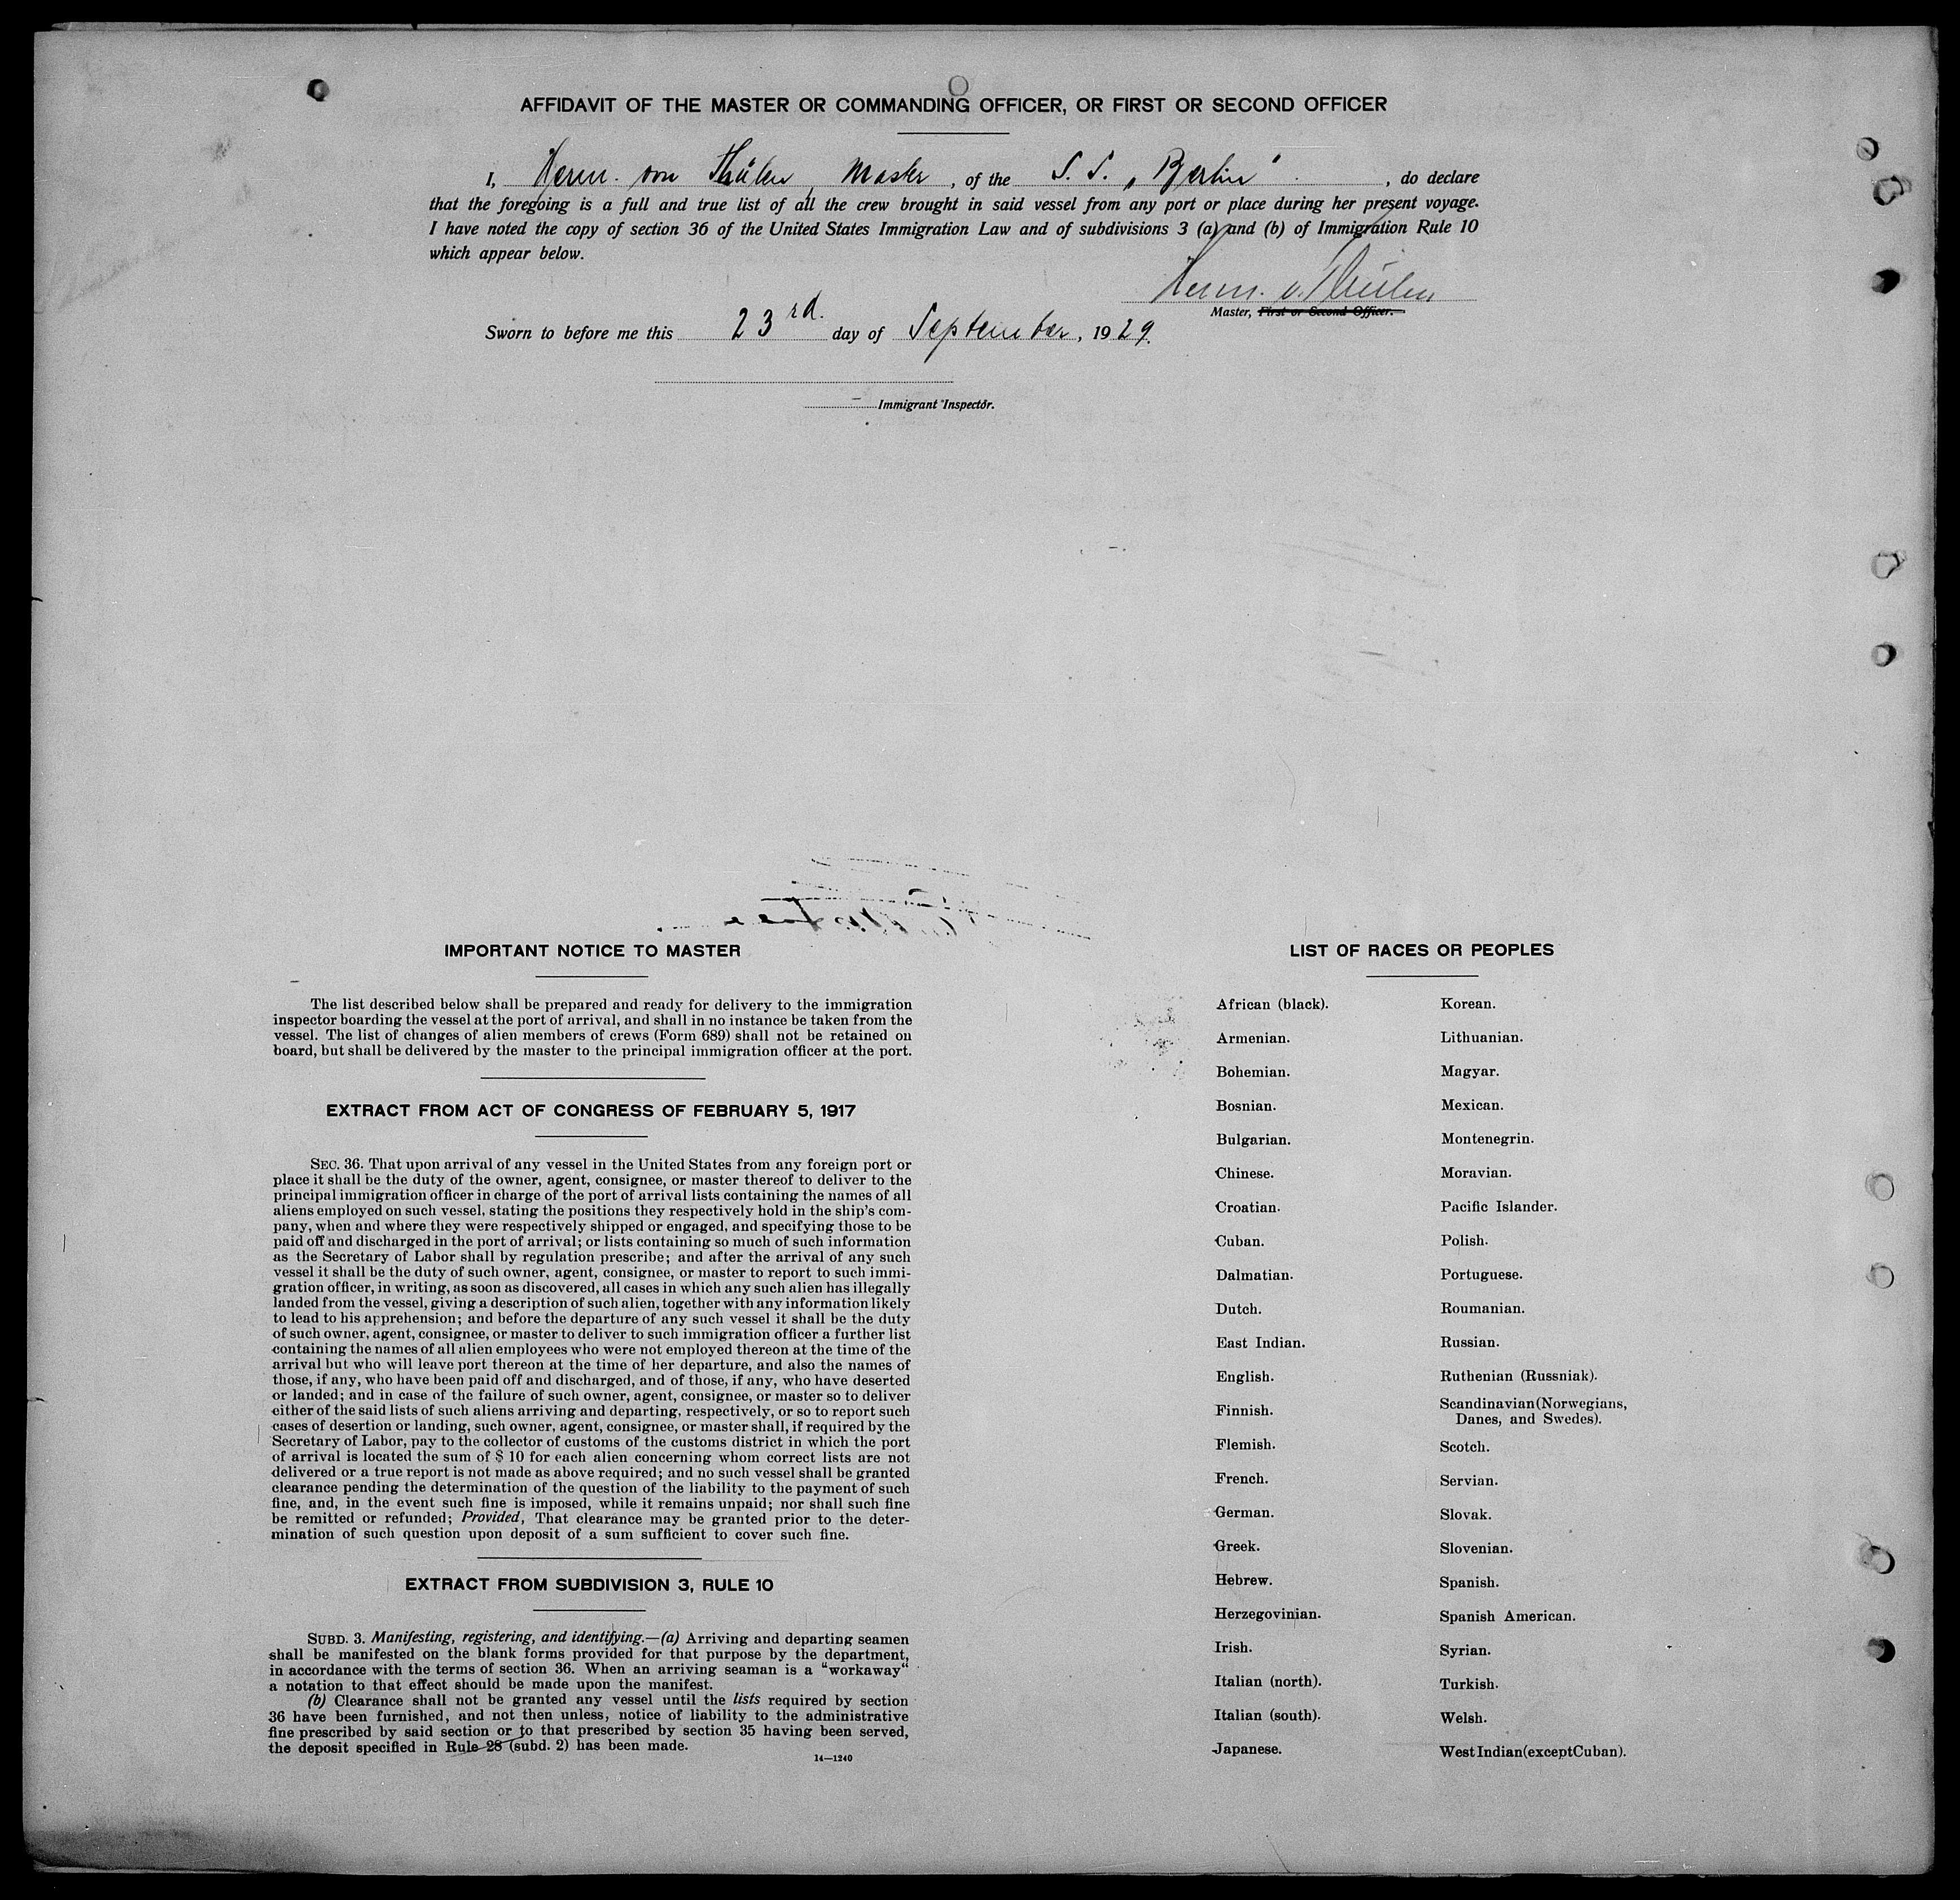 AFFIDAVIT OF THE MASTER OR COMMANDING OFFICER, OR FIRST OR SECOND OFFICER
I, Herm. von Thülen, Master, of the S. S. „Berlin“, do declare
that the foregoing is a full and true list of all the crew brought in said vessel from any port or place during her present voyage.
I have noted the copy of section 36 of the United States Immigration Law and of subdivisions 3 (a) and (b) of Immigration Rule 10
which appear below.
Herm. v. Thülen
Master, First or Second Officer.
Sworn to before me this 23rd. day of September, 1929.
Immigrant Inspector.
IMPORTANT NOTICE TO MASTER
The list described below shall be prepared and ready for delivery to the immigration
inspector boarding the vessel at the port of arrival, and shall in no instance be taken from the
vessel. The list of changes of alien members of crews (Form 689) shall not be retained on
board, but shall be delivered by the master to the principal immigration officer at the port.
EXTRACT FROM ACT OF CONGRESS OF FEBRUARY 5, 1917
SEC. 36. That upon arrival of any vessel in the United States from any foreign port or
place it shall be the duty of the owner, agent, consignee, or master thereof to deliver to the
principal immigration officer in charge of the port of arrival lists containing the names of all
aliens employed on such vessel, stating the positions they respectively hold in the ship's com-
pany, when and where they were respectively shipped or engaged, and specifying those to be
paid off and discharged in the port of arrival; or lists containing so much of such information
as the Secretary of Labor shall by regulation prescribe; and after the arrival of any such
vessel it shall be the duty of such owner, agent, consignee, or master to report to such immi-
gration officer, in writing, as soon as discovered, all cases in which any such alien has illegally
landed from the vessel, giving a description of such alien, together with any information likely
to lead to his apprehension; and before the departure of any such vessel it shall be the duty
of such owner, agent, consignee, or master to deliver to such immigration officer a further list
containing the names of all alien employees who were not employed thereon at the time of the
arrival but who will leave port thereon at the time of her departure, and also the names of
those, if any, who have been paid off and discharged, and of those, if any, who have deserted
or landed; and in case of the failure of such owner, agent, consignee, or master so to deliver
either of the said lists of such aliens arriving and departing, respectively, or so to report such
cases of desertion or landing, such owner, agent, consignee, or master shall, if required by the
Secretary of Labor, pay to the collector of customs of the customs district in which the port
of arrival is located the sum of $ 10 for each alien concerning whom correct lists are not
delivered or a true report is not made as above required; and no such vessel shall be granted
clearance pending the determination of the question of the liability to the payment of such
fine, and, in the event such fine is imposed, while it remains unpaid; nor shall such fine
be remitted or refunded; Provided, That clearance may be granted prior to the deter-
mination of such question upon deposit of a sum sufficient to cover such fine.
EXTRACT FROM SUBDIVISION 3, RULE 10
SUBD. 3. Manifesting, registering, and identifying.—(a) Arriving and departing seamen
shall be manifested on the blank forms provided for that purpose by the department,
in accordance with the terms of section 36. When an arriving seaman is a “workaway“
a notation to that effect should be made upon the manifest.
(b) Clearance shall not be granted any vessel until the lists required by section
36 have been furnished, and not then unless, notice of liability to the administrative
fine prescribed by said section or to that prescribed by section 35 having been served,
the deposit specified in Rule 28 (subd. 2) has been made.
14—1240
LIST OF RACES OR PEOPLES
African (black).
Armenian.
Bohemian.
Bosnian.
Bulgarian.
Chinese.
Croatian.
Cuban.
Dalmatian.
Dutch.
East Indian.
English.
Finnish.
Flemish.
French.
German.
Greek.
Hebrew.
Herzegovinian.
Irish.
Italian (north).
Italian (south).
Japanese.
Korean.
Lithuanian.
Magyar.
Mexican.
Montenegrin.
Moravian.
Pacific Islander.
Polish.
Portuguese.
Roumanian.
Russian.
Ruthenian (Russniak).
Scandinavian(Norwegians,
Danes, and Swedes).
Scotch.
Servian.
Slovak.
Slovenian.
Spanish.
Spanish American.
Syrian.
Turkish.
Welsh.
West Indian(except Cuban).